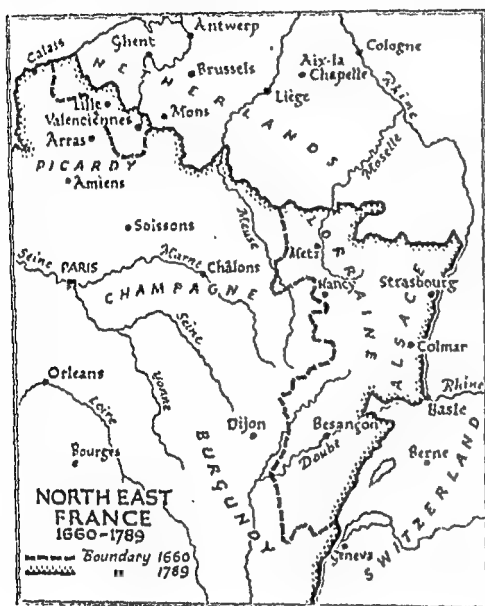 Calais
Ghent
Antwerp
Cologne
NETHERLANDS
Brussels
Aix-la
Chapelle
Lille
Liège
Rhine
Valenciennes
Mons
Arras
PICARDY
Moselle
Amiens
Soissons
Meuse
LORRAINE
Metz
Seine
PARIS
Marne
Châlons
Nancy
Strasbourg
CHAMPAGNE
ALSACE
Seine
Colmar
Orleans
Yonne
Rhine
Loire
Basle
Dijon
Besançon
Bourges
Doubs
Berne
BURGUNDY
SWITZERLAND
Geneva
NORTH EAST
FRANCE
1660-1789
Boundary 1660
" 1789